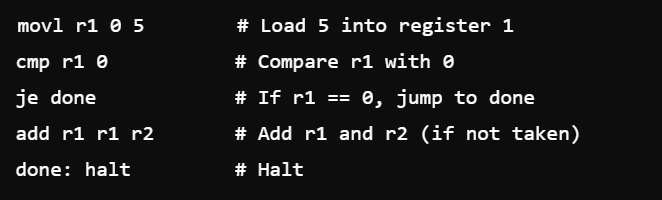 movl r1 0 5 # Load 5 into register 1
cmp r1 0 # Compare r1 with 0
je done # If r1 == 0, jump to done
add r1 r1 r2 # Add r1 and r2 (if not taken)
done: halt # Halt